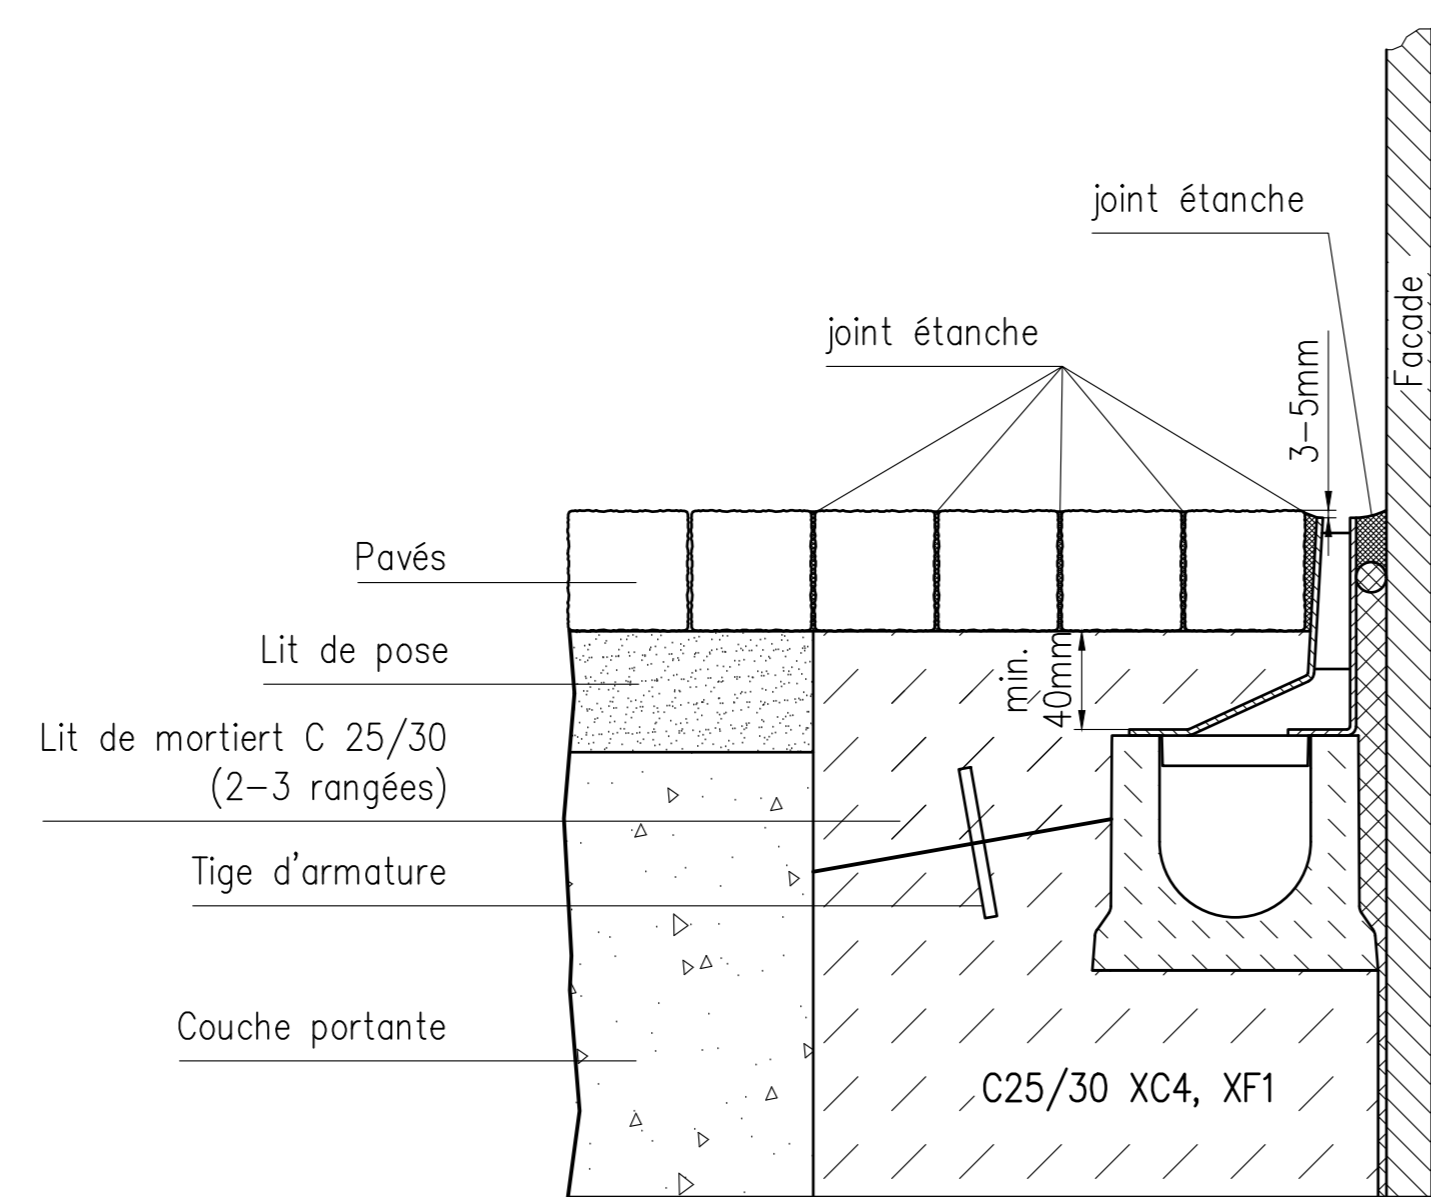 joint étanche
Facade
joint étanche
3-5mm
Pavés
Lit de pose
min.
40mm
Lit de mortiert C 25/30
(2-3 rangées)
Tige d'armature
Couche portante
C25/30 XC4, XF1